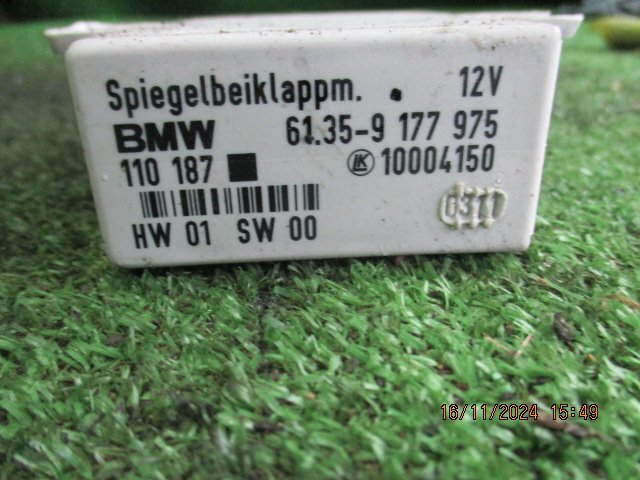 Spiegelbeiklappm. 12V
BMW 61.35-9 177 975
110 187 LK 10004150
0311
HW 01 SW 00
16/11/2024 15:49